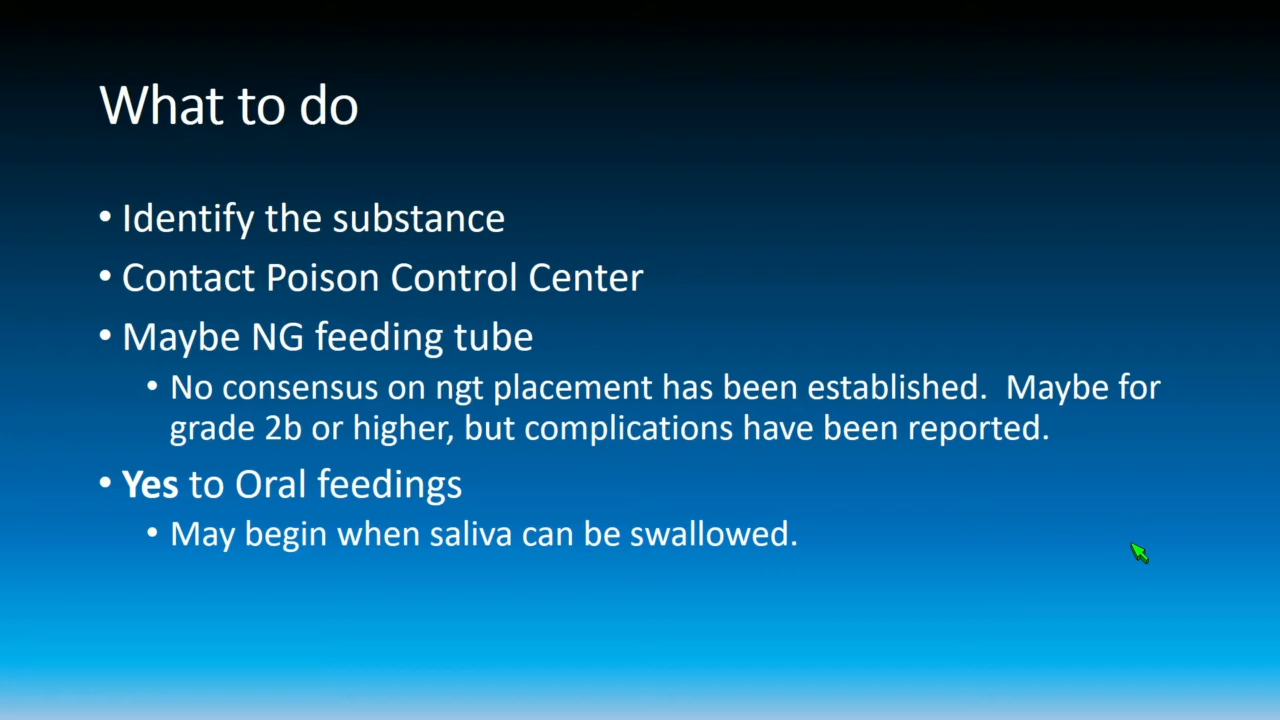 What to do
• Identify the substance
• Contact Poison Control Center
• Maybe NG feeding tube
• No consensus on ngt placement has been established.  Maybe for
grade 2b or higher, but complications have been reported.
• Yes to Oral feedings
• May begin when saliva can be swallowed.